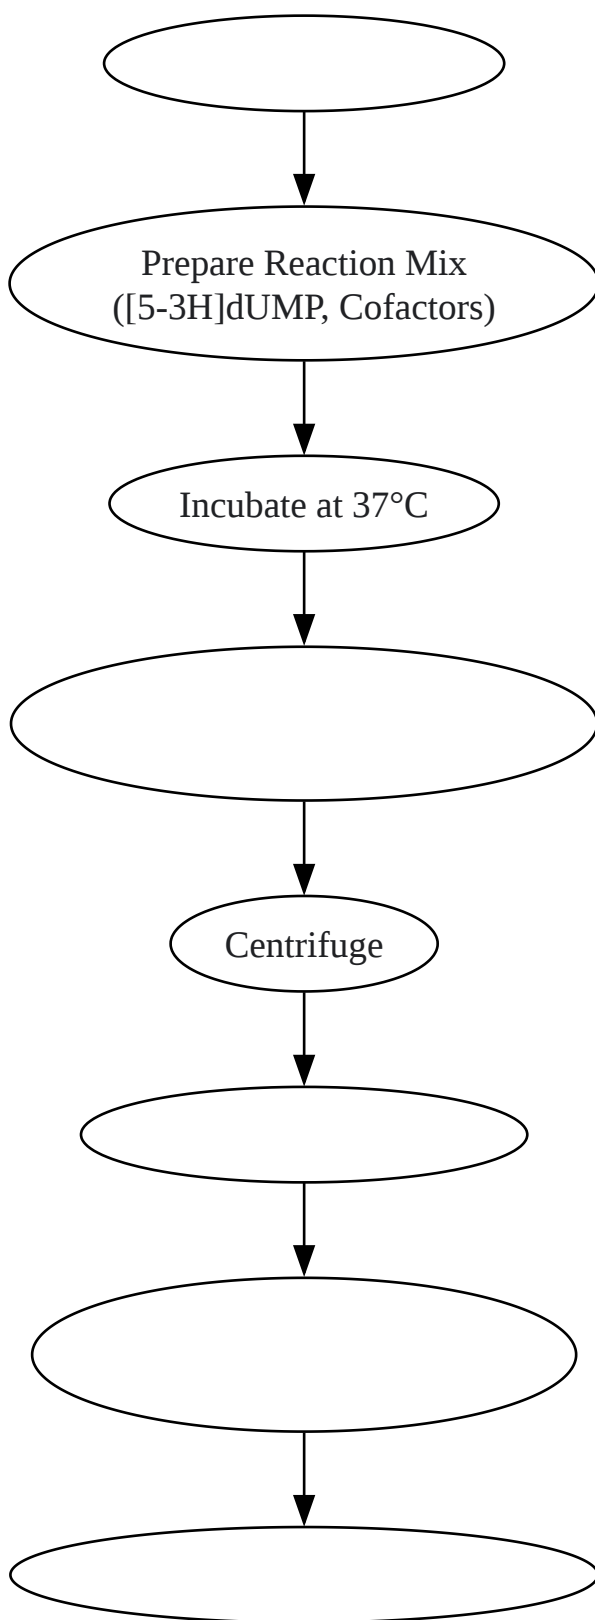 Prepare Reaction Mix
([5-3H]dUMP, Cofactors)
Incubate at 37°C
Centrifuge